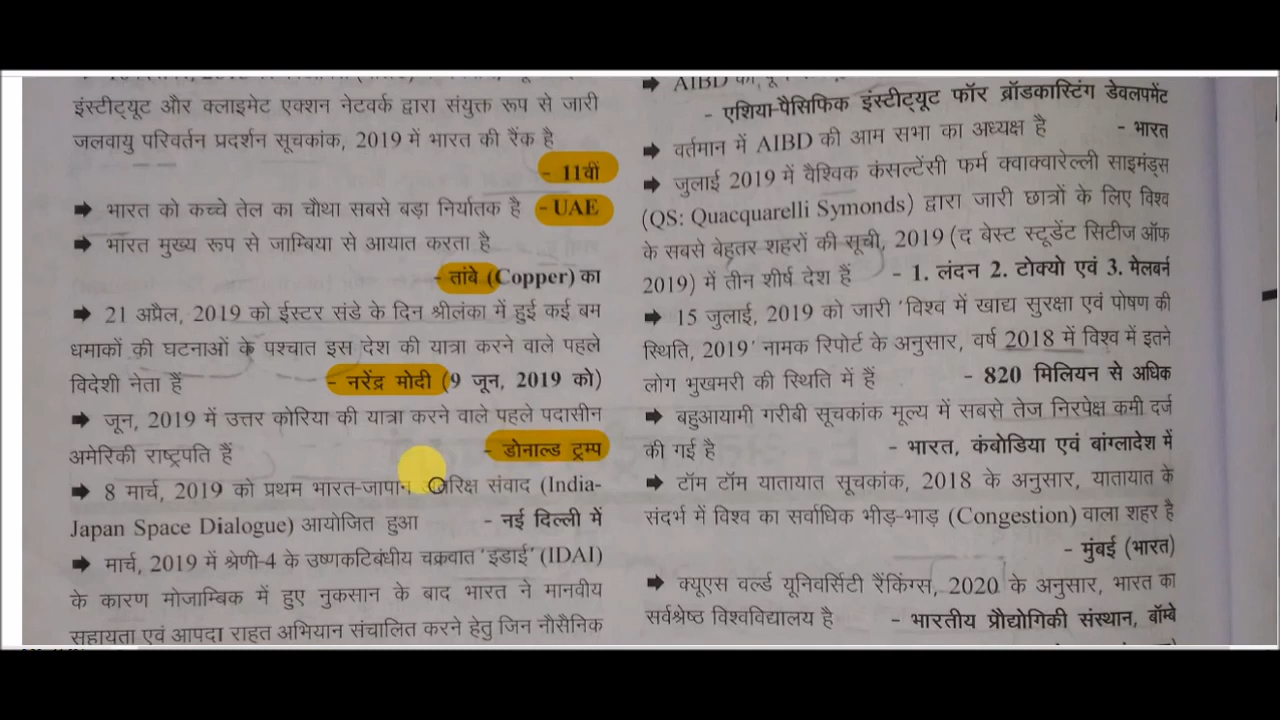 इंस्टीट्यूट और क्लाइमेट एक्शन नेटवर्क द्वारा संयुक्त रूप से जारी
जलवायु परिवर्तन प्रदर्शन सूचकांक, 2019 में भारत की रैंक है
- 11वीं
➡ भारत को कच्चे तेल का चौथा सबसे बड़ा निर्यातक है - UAE
➡ भारत मुख्य रूप से जाम्बिया से आयात करता है
- तांबे (Copper) का
➡ 21 अप्रैल, 2019 को ईस्टर संडे के दिन श्रीलंका में हुई कई बम
धमाकों की घटनाओं के पश्चात इस देश की यात्रा करने वाले पहले
विदेशी नेता हैं - नरेंद्र मोदी (9 जून, 2019 को)
➡ जून, 2019 में उत्तर कोरिया की यात्रा करने वाले पहले पदासीन
अमेरिकी राष्ट्रपति हैं - डोनाल्ड ट्रम्प
➡ 8 मार्च, 2019 को प्रथम भारत-जापान संवाद (India-
Japan Space Dialogue) आयोजित हुआ - नई दिल्ली में
➡ मार्च, 2019 में श्रेणी-4 के उष्णकटिबंधीय चक्रवात 'इडाई' (IDAI)
के कारण मोजाम्बिक में हुए नुकसान के बाद भारत ने मानवीय
सहायता एवं आपदा राहत अभियान संचालित करने हेतु जिन नौसैनिक
➡ AIBD का
- एशिया-पैसिफिक इंस्टीट्यूट फॉर ब्रॉडकास्टिंग डेवलपमेंट
➡ वर्तमान में AIBD की आम सभा का अध्यक्ष है - भारत
➡ जुलाई 2019 में वैश्विक कंसल्टेंसी फर्म क्वाक्वारेल्ली साइमंड्स
(QS: Quacquarelli Symonds) द्वारा जारी छात्रों के लिए विश्व
के सबसे बेहतर शहरों की सूची, 2019 (द बेस्ट स्टूडेंट सिटीज ऑफ
2019) में तीन शीर्ष देश हैं - 1. लंदन 2. टोक्यो एवं 3. मेलबर्न
➡ 15 जुलाई, 2019 को जारी 'विश्व में खाद्य सुरक्षा एवं पोषण की
स्थिति, 2019' नामक रिपोर्ट के अनुसार, वर्ष 2018 में विश्व में इतने
लोग भुखमरी की स्थिति में हैं - 820 मिलियन से अधिक
➡ बहुआयामी गरीबी सूचकांक मूल्य में सबसे तेज निरपेक्ष कमी दर्ज
की गई है - भारत, कंबोडिया एवं बांग्लादेश में
➡ टॉम टॉम यातायात सूचकांक, 2018 के अनुसार, यातायात के
संदर्भ में विश्व का सर्वाधिक भीड़-भाड़ (Congestion) वाला शहर है
- मुंबई (भारत)
➡ क्यूएस वर्ल्ड यूनिवर्सिटी रैंकिंग्स, 2020 के अनुसार, भारत का
सर्वश्रेष्ठ विश्वविद्यालय है - भारतीय प्रौद्योगिकी संस्थान, बॉम्बे